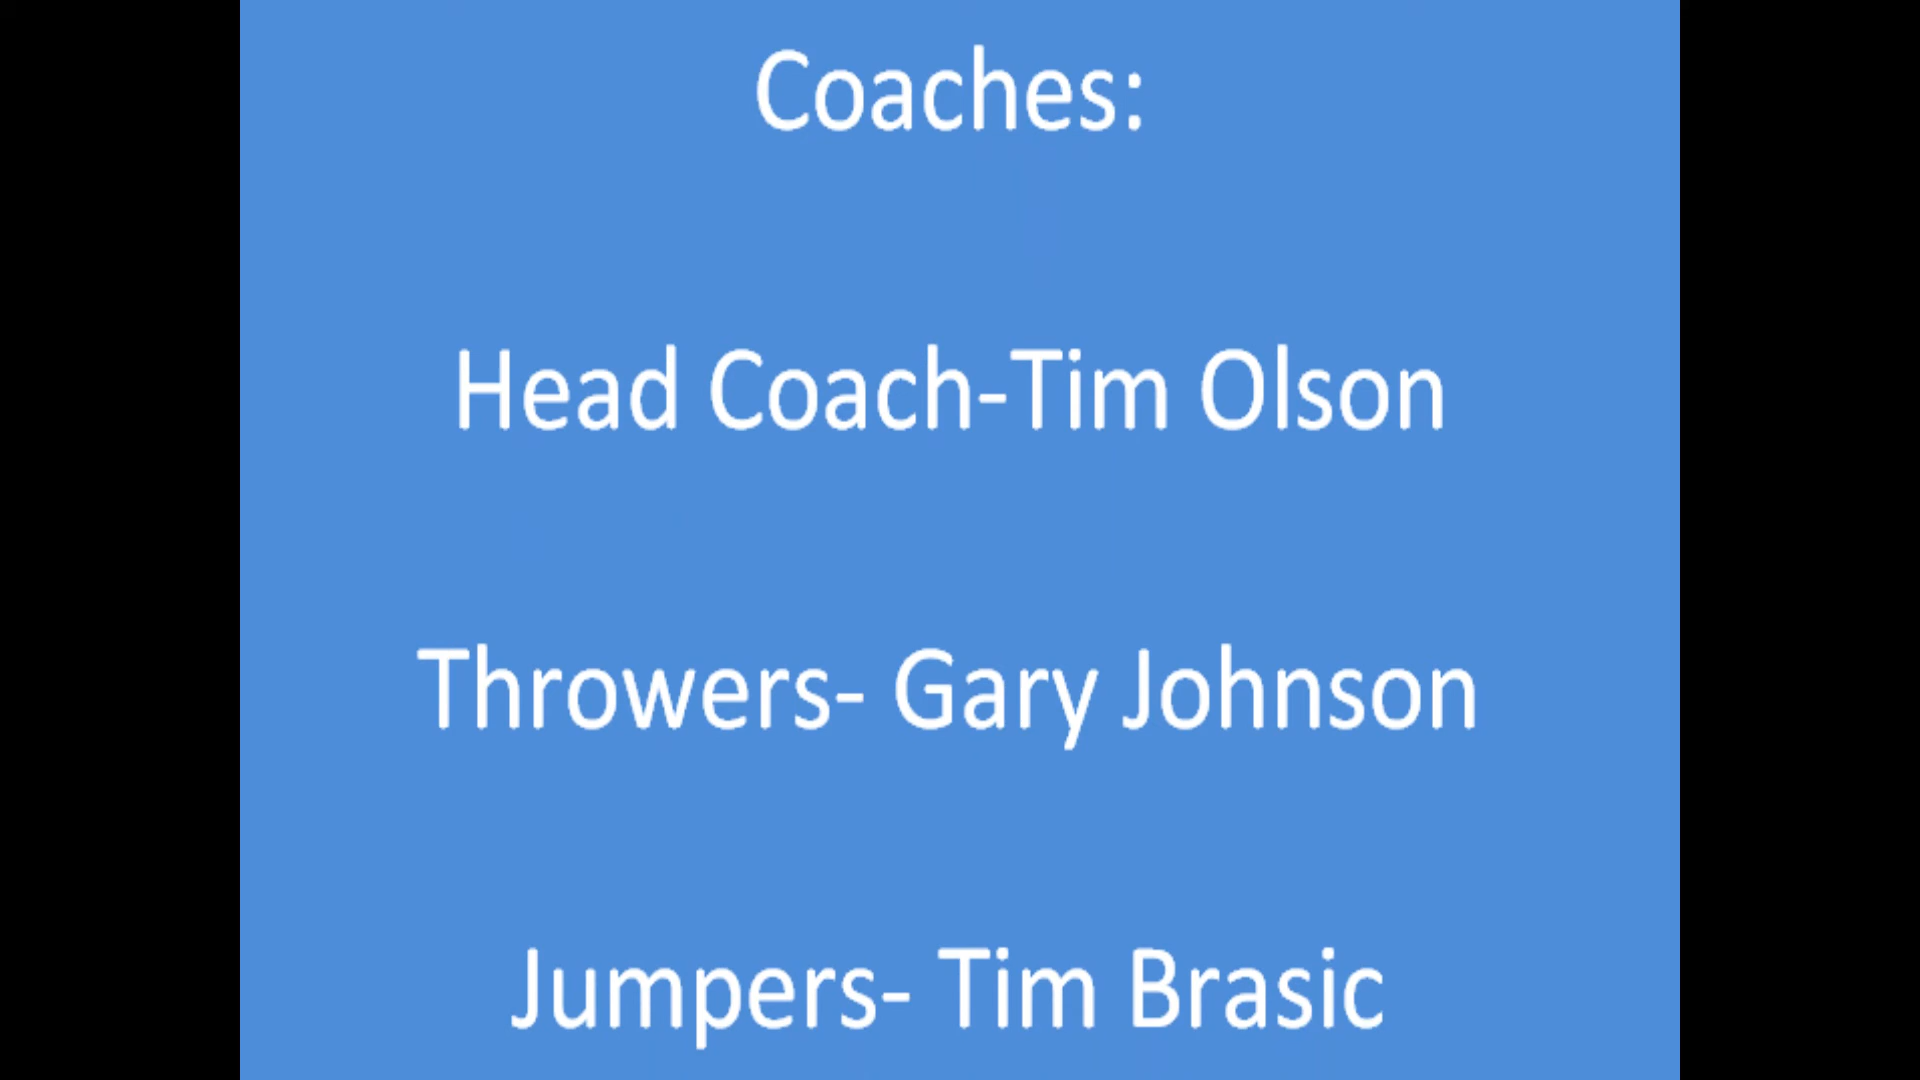 Coaches:
Head Coach-Tim Olson
Throwers- Gary Johnson
Jumpers- Tim Brasic